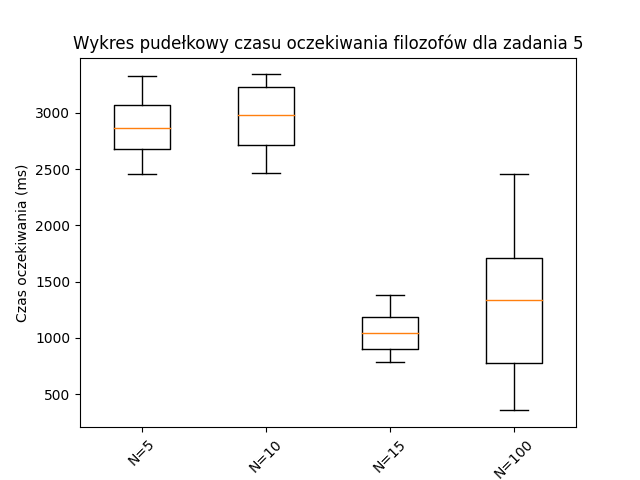 Wykres pudełkowy czasu oczekiwania filozofów dla zadania 5
Czas oczekiwania (ms)
3000
2500
2000
1500
1000
500
N=5
N=10
N=15
N=100